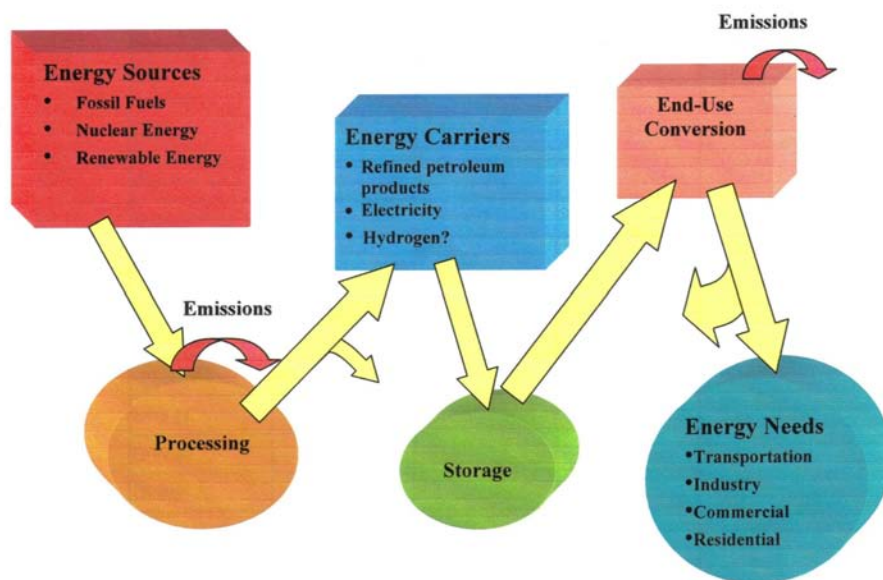 Energy Sources
• Fossil Fuels
• Nuclear Energy
• Renewable Energy
Emissions
Processing
Energy Carriers
• Refined petroleum
products
• Electricity
• Hydrogen?
Storage
Emissions
End-Use
Conversion
Energy Needs
•Transportation
•Industry
•Commercial
•Residential